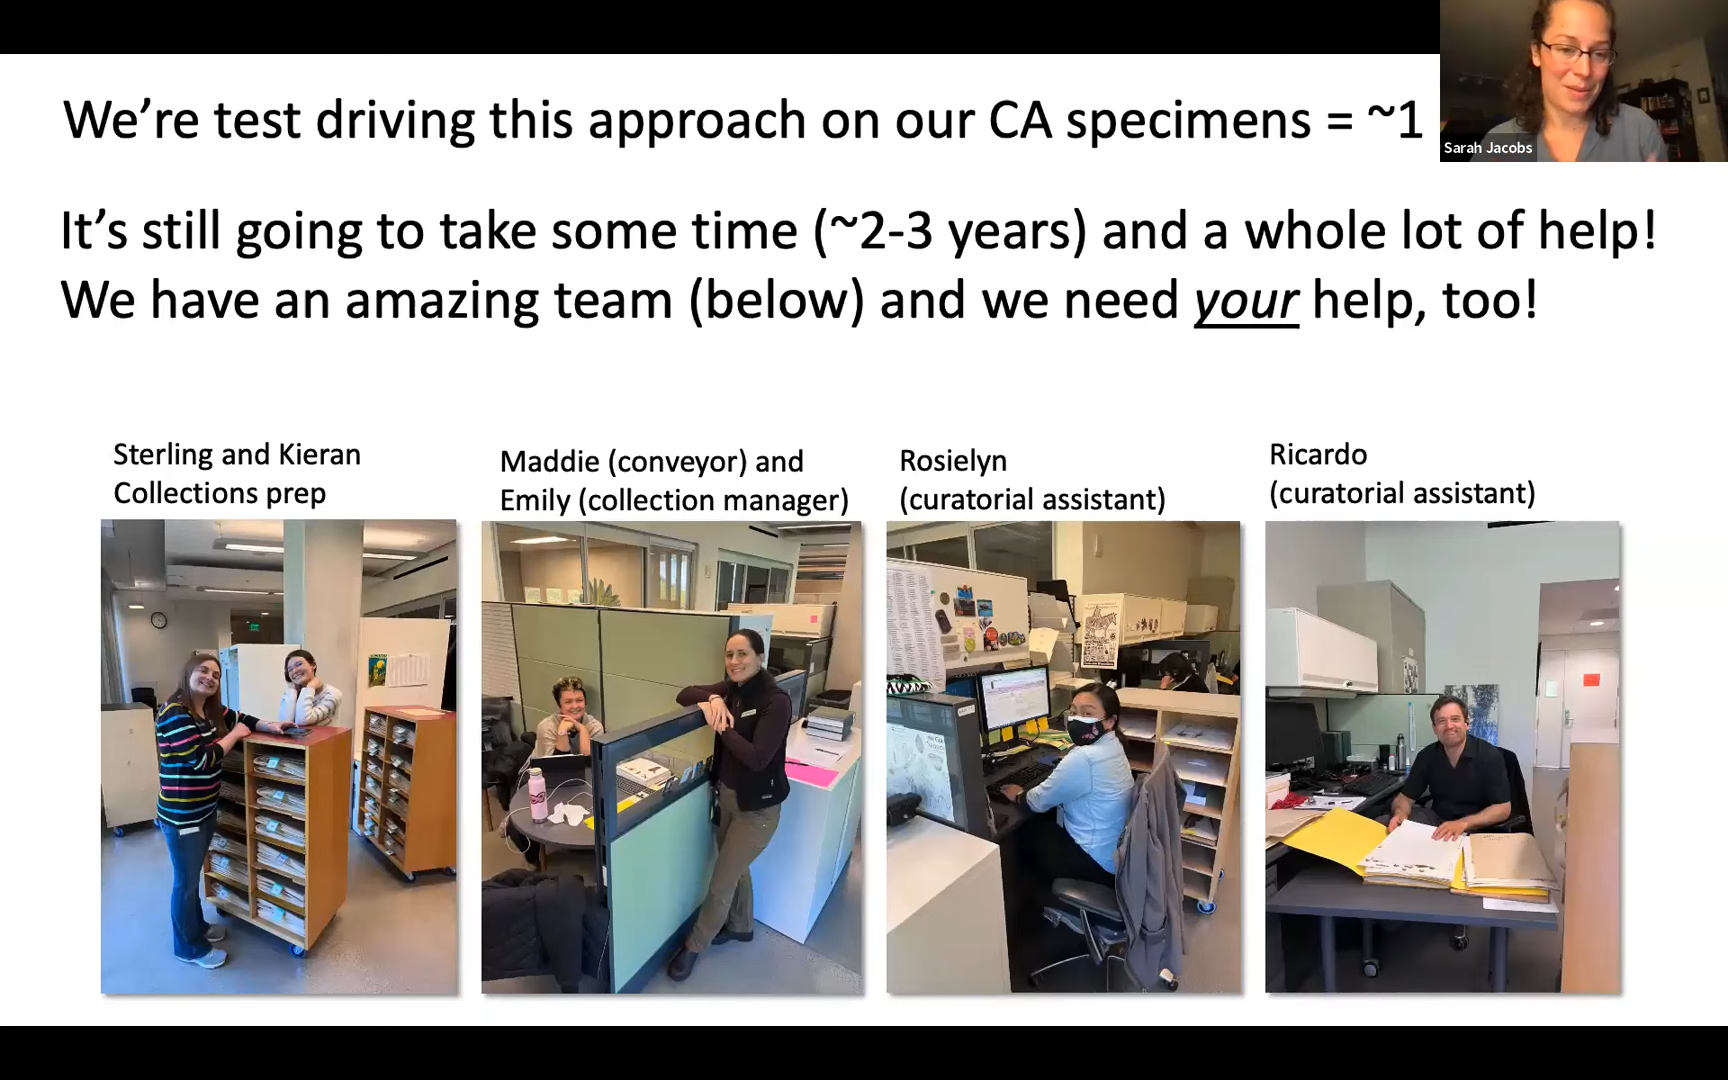 We’re test driving this approach on our CA specimens = ~1
Sarah Jacobs
It’s still going to take some time (~2-3 years) and a whole lot of help!
We have an amazing team (below) and we need your help, too!
Sterling and Kieran
Collections prep
Maddie (conveyor) and
Emily (collection manager)
Rosielyn
(curatorial assistant)
Ricardo
(curatorial assistant)